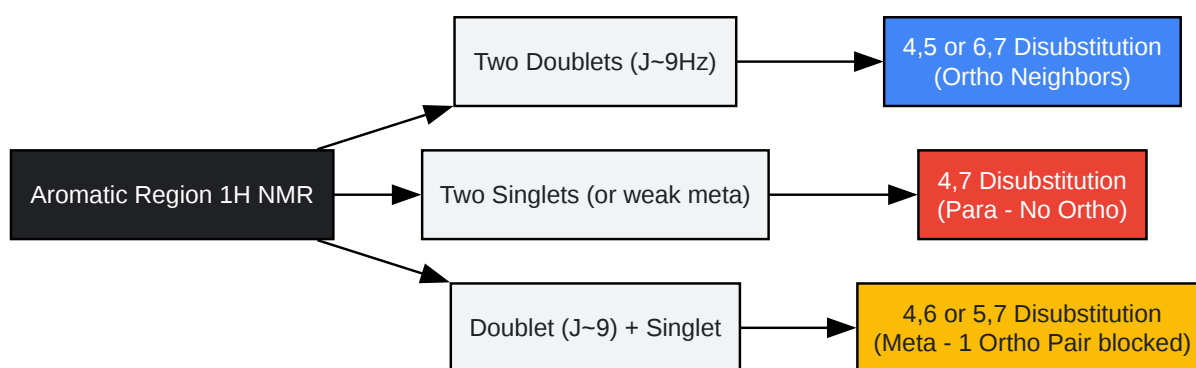 Two Doublets (J~9Hz)
4,5 or 6,7 Disubstitution
(Ortho Neighbors)
Aromatic Region 1H NMR
Two Singlets (or weak meta)
4,7 Disubstitution
(Para - No Ortho)
Doublet (J~9) + Singlet
4,6 or 5,7 Disubstitution
(Meta - 1 Ortho Pair blocked)